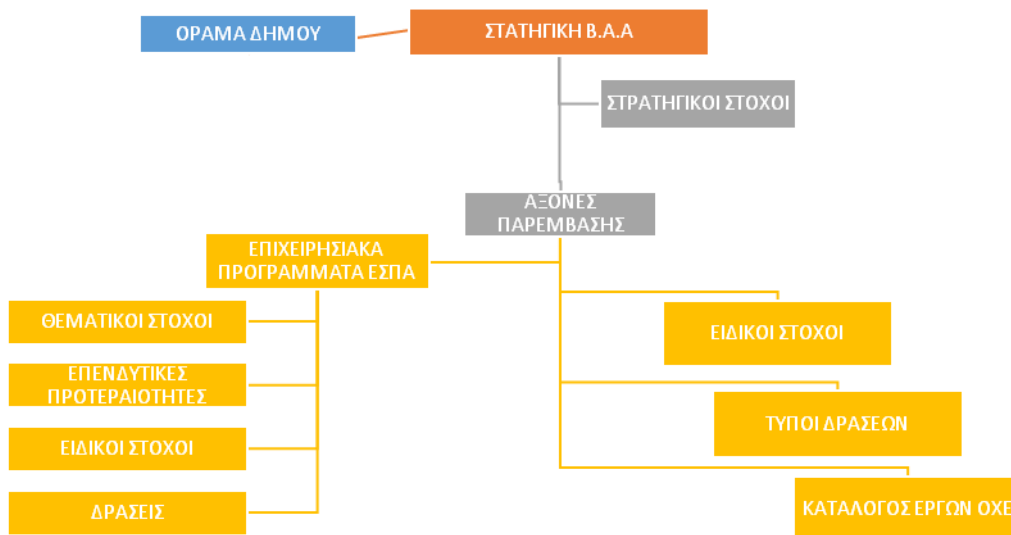 ΟΡΑΜΑ ΔΗΜΟΥ
ΣΤΑΤΗΓΙΚΗ Β.Α.Α
ΣΤΡΑΤΗΓΙΚΟΙ ΣΤΟΧΟΙ
ΑΞΟΝΕΣ
ΠΑΡΕΜΒΑΣΗΣ
ΕΠΙΧΕΙΡΗΣΙΑΚΑ
ΠΡΟΓΡΑΜΜΑΤΑ ΕΣΠΑ
ΘΕΜΑΤΙΚΟΙ ΣΤΟΧΟΙ
ΕΠΕΝΔΥΤΙΚΕΣ
ΠΡΟΤΕΡΑΙΟΤΗΤΕΣ
ΕΙΔΙΚΟΙ ΣΤΟΧΟΙ
ΔΡΑΣΕΙΣ
ΕΙΔΙΚΟΙ ΣΤΟΧΟΙ
ΤΥΠΟΙ ΔΡΑΣΕΩΝ
ΚΑΤΑΛΟΓΟΣ ΕΡΓΩΝ ΟΧΕ